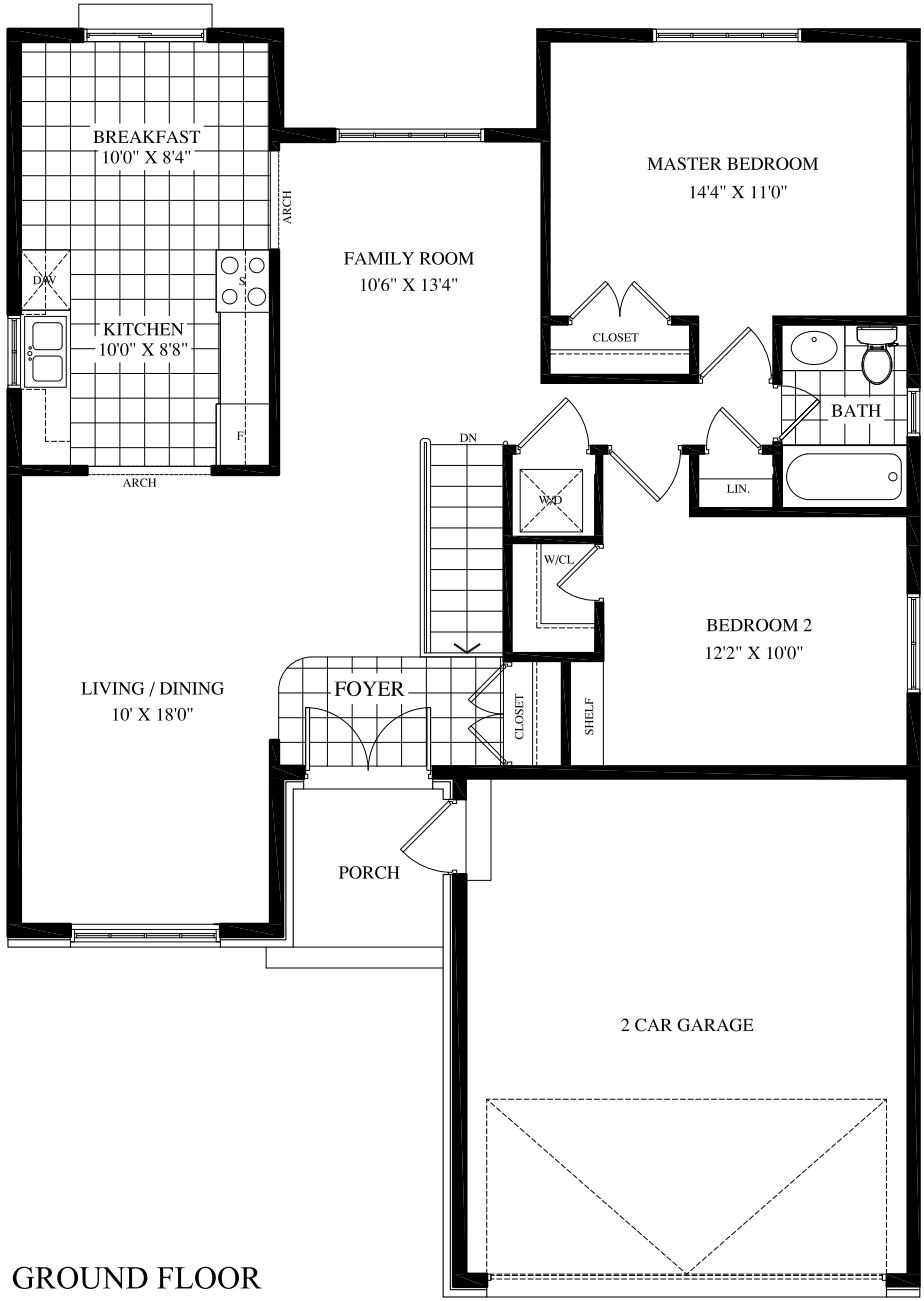 BREAKFAST
10'0" X 8'4"
MASTER BEDROOM
14'4" X 11'0"
ARCH
FAMILY ROOM
10'6" X 13'4"
D/W
S
KITCHEN
10'0" X 8'8"
CLOSET
BATH
F
DN
ARCH
LIN.
W/D
W/CL
BEDROOM 2
12'2" X 10'0"
LIVING / DINING
10' X 18'0"
FOYER
CLOSET
SHELF
PORCH
2 CAR GARAGE
GROUND FLOOR